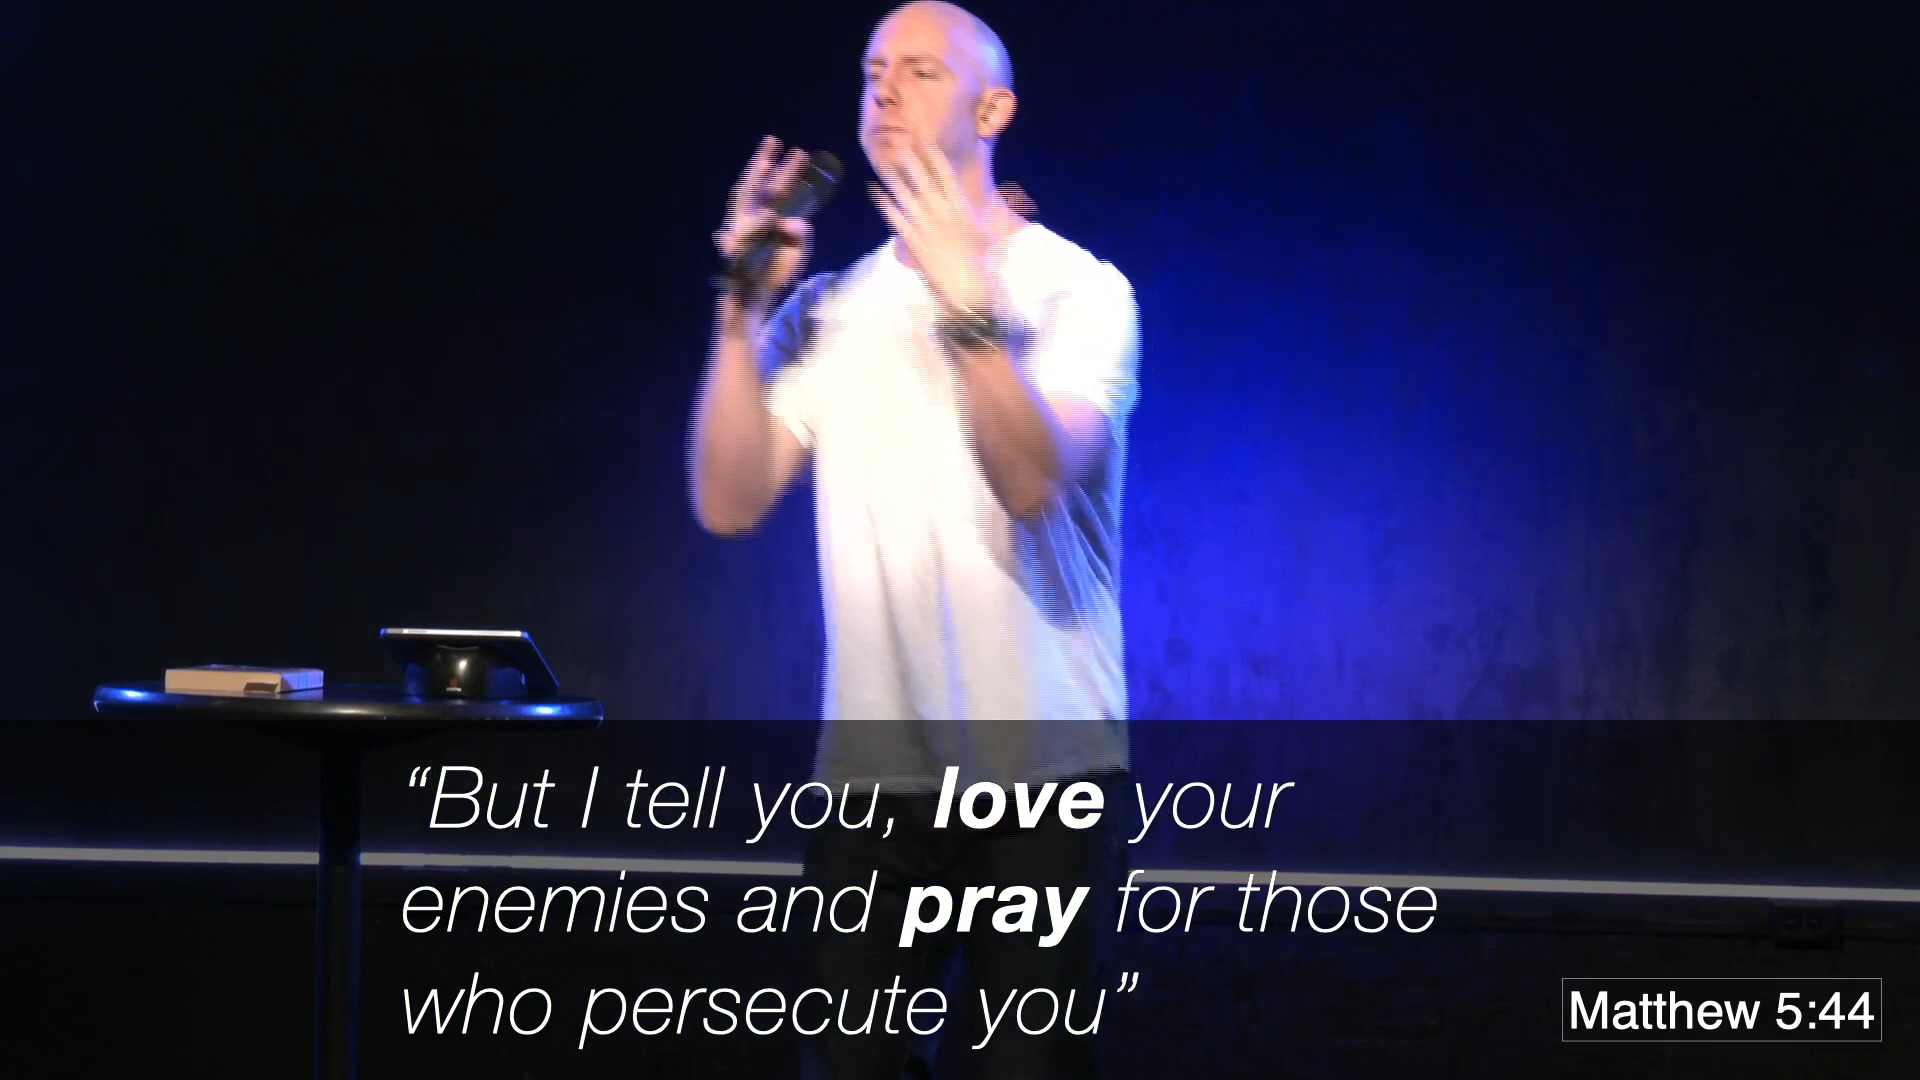 “But I tell you, love your
enemies and pray for those
who persecute you”
Matthew 5:44